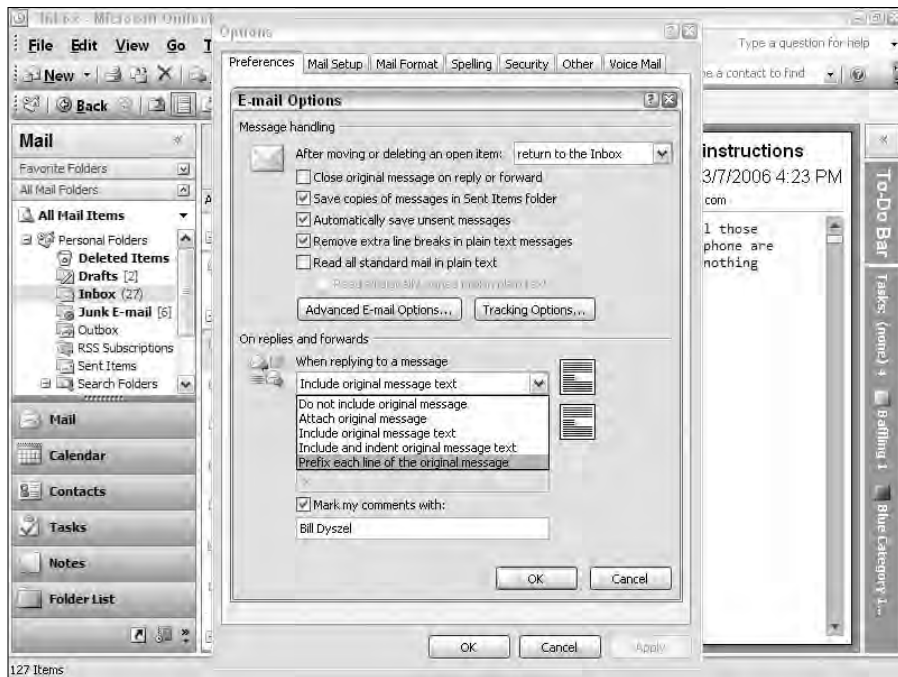 Inbox - Microsoft Outlook
File Edit View Go T
Type a question for help
New
e a contact to find
Back
Options
Preferences Mail Setup Mail Format Spelling Security Other Voice Mail
E-mail Options
Message handling
After moving or deleting an open item: return to the Inbox
Close original message on reply or forward
Save copies of messages in Sent Items folder
Automatically save unsent messages
Remove extra line breaks in plain text messages
Read all standard mail in plain text
Read digitally signed mail in plain text
Advanced E-mail Options... Tracking Options...
On replies and forwards
When replying to a message
Include original message text
Do not include original message
Attach original message
Include original message text
Include and indent original message text
Prefix each line of the original message
>
Mark my comments with:
Bill Dyszel
OK Cancel
OK Cancel Apply
Mail
Favorite Folders
All Mail Folders
All Mail Items
Personal Folders
Deleted Items
Drafts [2]
Inbox (27)
Junk E-mail [6]
Outbox
RSS Subscriptions
Sent Items
Search Folders
Mail
Calendar
Contacts
Tasks
Notes
Folder List
127 Items
instructions
3/7/2006 4:23 PM
com
l those
phone are
nothing
To-Do Bar
Tasks: (none) 4 Baffling 1 Blue Category 1...